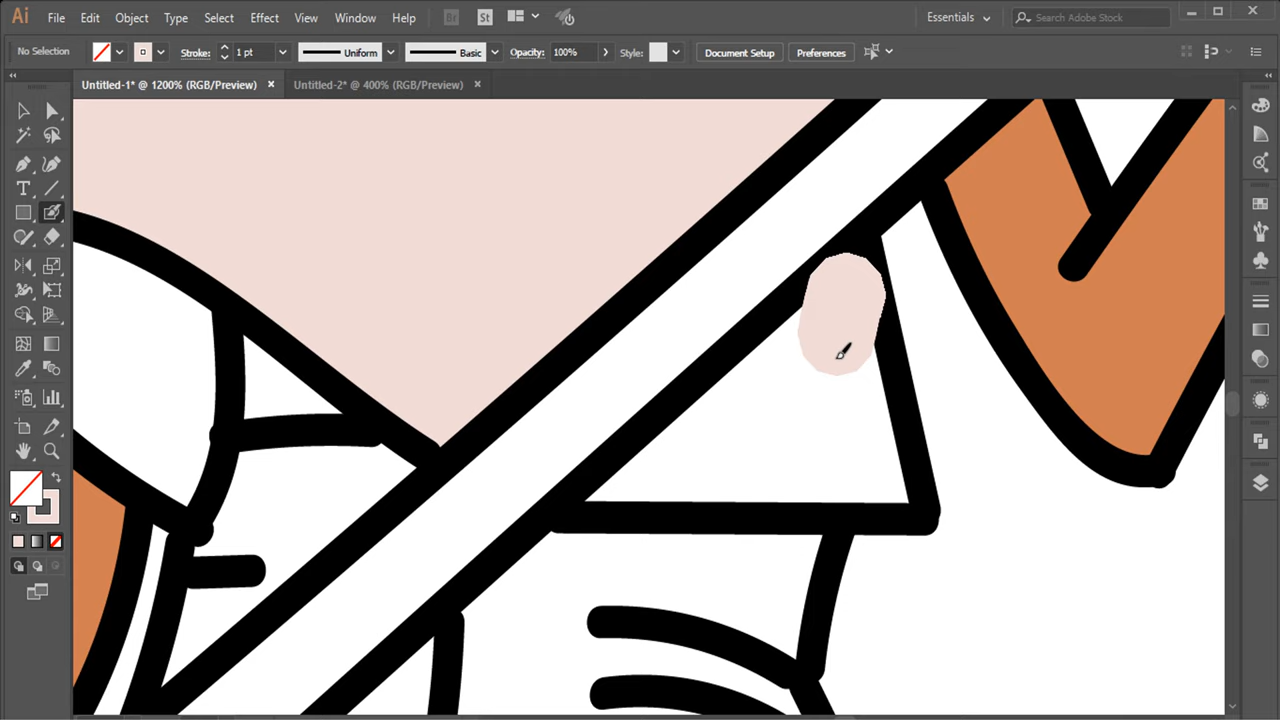 Ai File Edit Object Type Select Effect View Window Help Br St Essentials Search Adobe Stock
No Selection Stroke: 1 pt Uniform Basic Opacity: 100% Style: Document Setup Preferences
Untitled-1* @ 1200% (RGB/Preview) × Untitled-2* @ 400% (RGB/Preview) ×
T